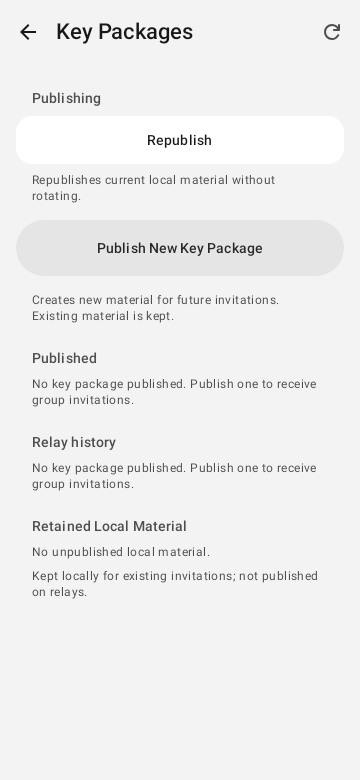 Key Packages
Publishing
Republish
Republishes current local material without
rotating.
Publish New Key Package
Creates new material for future invitations.
Existing material is kept.
Published
No key package published. Publish one to receive
group invitations.
Relay history
No key package published. Publish one to receive
group invitations.
Retained Local Material
No unpublished local material.
Kept locally for existing invitations; not published
on relays.